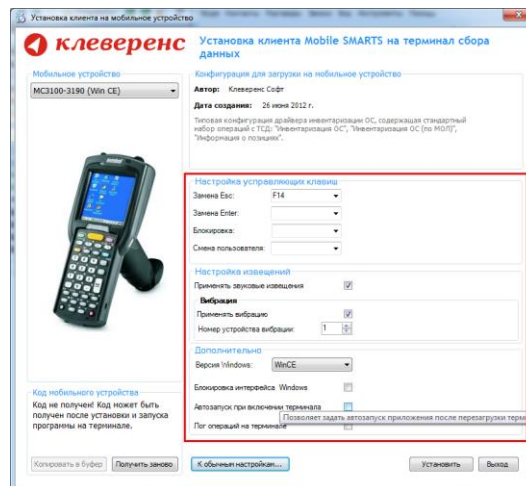 Установка клиента на мобильное устройство
клеверенс
Установка клиента Mobile SMARTS на терминал сбора
данных
Мобильное устройство
MC3100-3190 (Win CE)
Конфигурация для загрузки на мобильное устройство
Автор: Клеверенс Софт
Дата создания: 26 июня 2012 г.
Типовая конфигурация драйвера инвентаризации ОС, содержащая стандартный
набор операций с ТСД: "Инвентаризация ОС", "Инвентаризация ОС (по МОЛ)",
"Информация о позициях".
Настройка управляющих клавиш
Замена Esc: F14
Замена Enter:
Блокировка:
Смена пользователя:
Настройка извещений
Применять звуковые извещения
Вибрация
Применять вибрацию
Номер устройства вибрации: 1
Дополнительно
Версия Windows: WinCE
Блокировка интерфейса Windows
Автозапуск при включении терминала
Позволяет задать автозапуск приложения после перезагрузки терм
Лог операций на терминале
Код мобильного устройства
Код не получен! Код может быть
получен после установки и запуска
программы на терминале.
Копировать в буфер
Получить заново
К обычным настройкам...
Установить
Выход